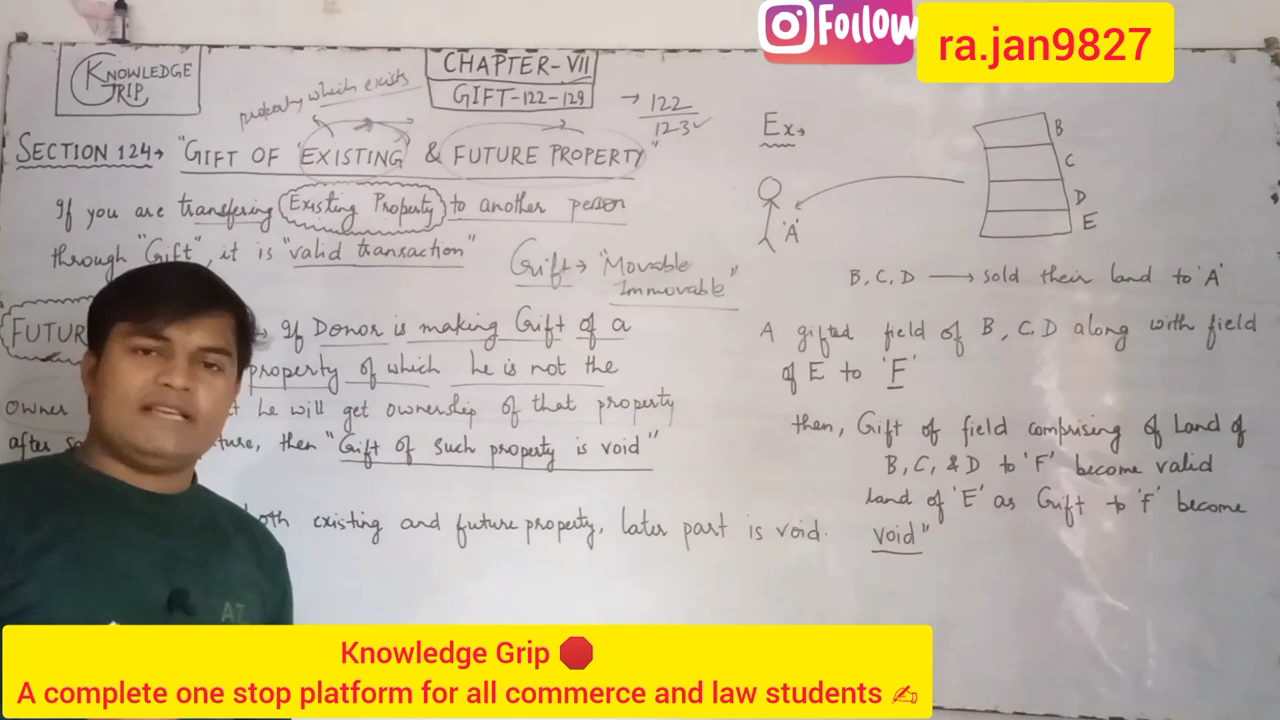 Follow
ra.jan9827
KNOWLEDGE
GRIP
CHAPTER-VII
GIFT-122-129
→ 122
123✓
property which exists
SECTION 124→ "GIFT OF 'EXISTING' & FUTURE PROPERTY"
If you are transfering Existing Property to another person
through "Gift", it is "valid transaction"
Gift → "Movable
Immovable"
FUTUR → If Donor is making Gift of a
property of which he is not the
owner he will get ownership of that property
after ture, then "Gift of such property is void"
both existing and future property, later part is void.
Ex→
B
C
D
E
'A'
B, C, D → sold their land to 'A'
A gifted field of B, C, D along with field
of E to 'F'
then, Gift of field comprising of Land of
B, C, & D to 'F' become valid
land of 'E' as Gift to 'F' become
void"
A7
Knowledge Grip 🛑
A complete one stop platform for all commerce and law students ✍